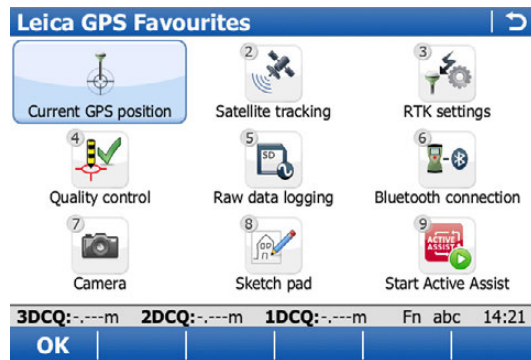 Leica GPS Favourites
2 3
Current GPS position Satellite tracking RTK settings
4 5 6
SD
Quality control Raw data logging Bluetooth connection
7 8 9
ACTIVE
ASSIST
Camera Sketch pad Start Active Assist
3DCQ:-.---m 2DCQ:-.---m 1DCQ:-.---m Fn abc 14:21
OK